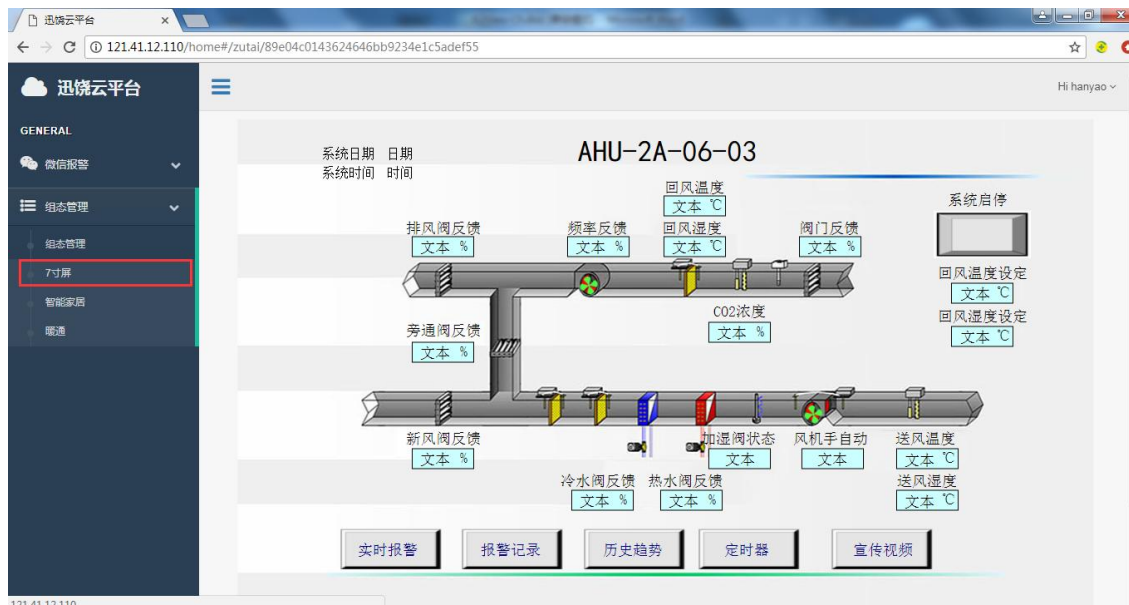 迅饶云平台
121.41.12.110/home#/zutai/89e04c0143624646bb9234e1c5adef55
迅饶云平台
Hi hanyao
GENERAL
微信报警
组态管理
组态管理
7寸屏
智能家居
暖通
系统日期 日期
系统时间 时间
AHU-2A-06-03
回风温度
文本 ℃
系统启停
排风阀反馈
文本 %
频率反馈
文本 %
回风湿度
文本 ℃
阀门反馈
文本 %
回风温度设定
文本 ℃
回风湿度设定
文本 ℃
CO2浓度
文本 %
旁通阀反馈
文本 %
新风阀反馈
文本 %
加湿阀状态
文本
风机手自动
文本
送风温度
文本 ℃
冷水阀反馈
文本 %
热水阀反馈
文本 %
送风湿度
文本 ℃
实时报警
报警记录
历史趋势
定时器
宣传视频
121.41.12.110